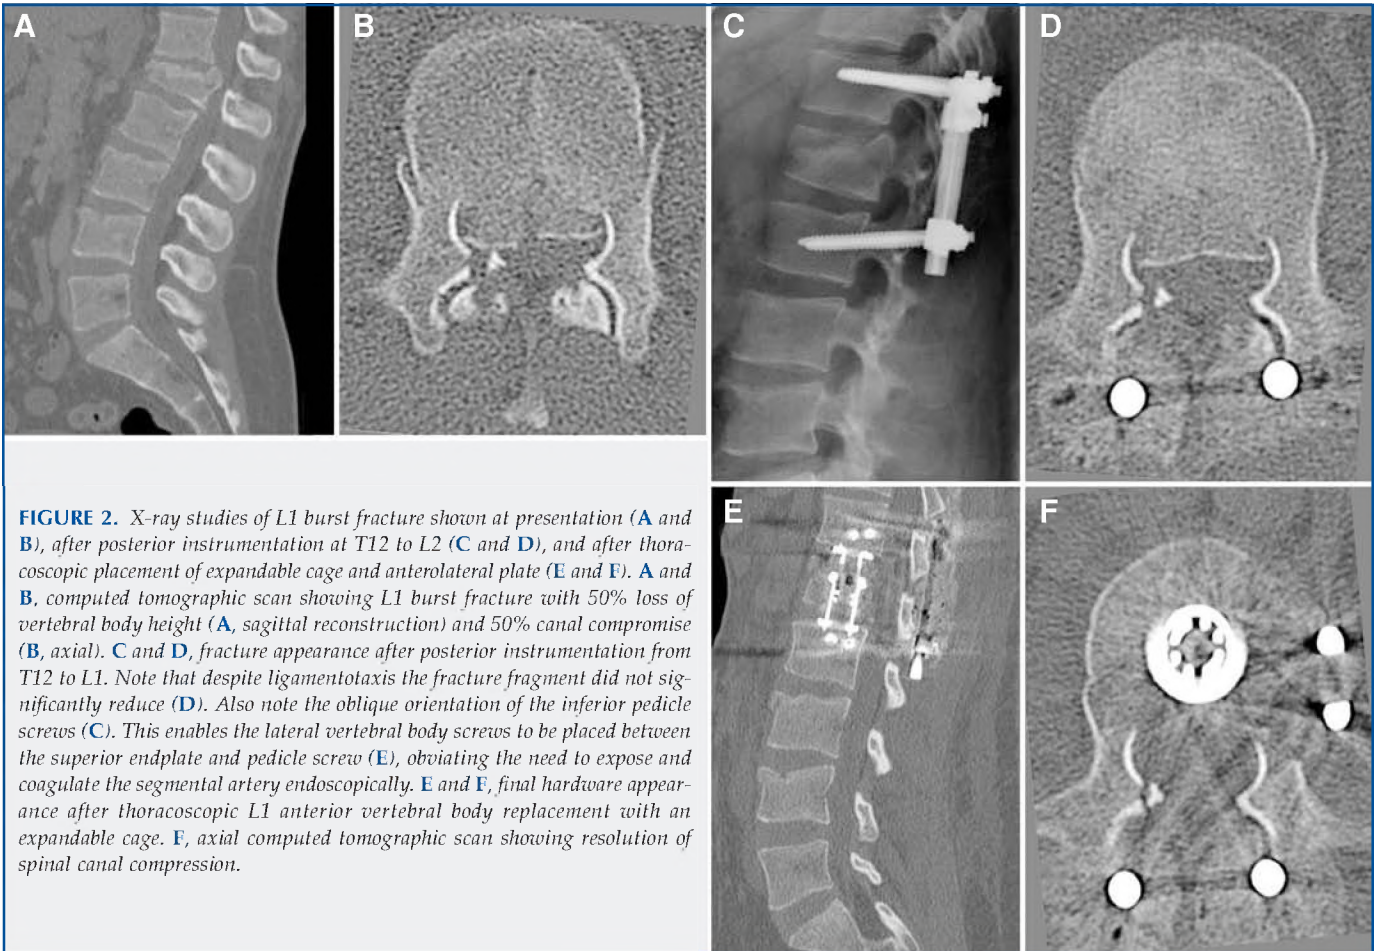 A
B
C
D
FIGURE 2. X-ray studies of L1 burst fracture shown at presentation (A and
B), after posterior instrumentation at T12 to L2 (C and D), and after thora-
coscopic placement of expandable cage and anterolateral plate (E and F). A and
B, computed tomographic scan showing L1 burst fracture with 50% loss of
vertebral body height (A, sagittal reconstruction) and 50% canal compromise
(B, axial). C and D, fracture appearance after posterior instrumentation from
T12 to L1. Note that despite ligamentotaxis the fracture fragment did not sig-
nificantly reduce (D). Also note the oblique orientation of the inferior pedicle
screws (C). This enables the lateral vertebral body screws to be placed between
the superior endplate and pedicle screw (E), obviating the need to expose and
coagulate the segmental artery endoscopically. E and F, final hardware appear-
ance after thoracoscopic L1 anterior vertebral body replacement with an
expandable cage. F, axial computed tomographic scan showing resolution of
spinal canal compression.
E
F